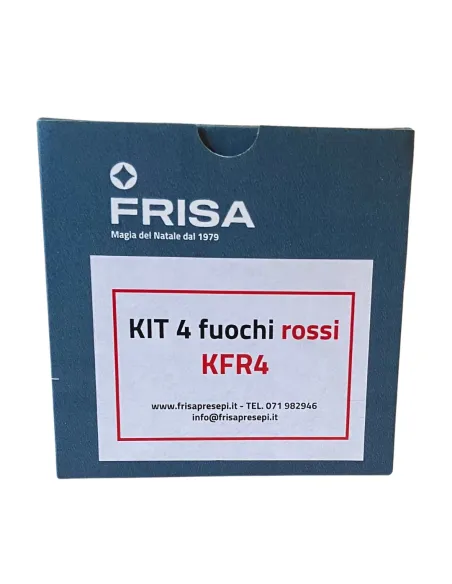 FRISA
Magia del Natale dal 1979
KIT 4 fuochi rossi
KFR4
www.frisapresepi.it - TEL. 071 982946
info@frisapresepi.it